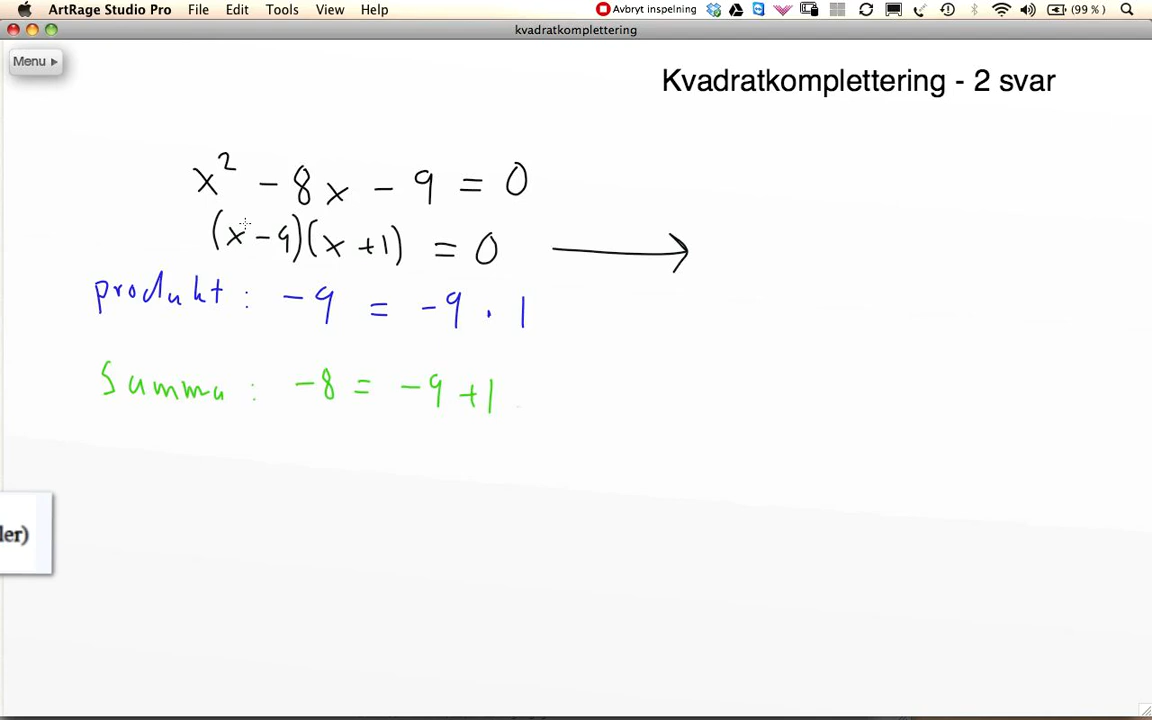 ArtRage Studio Pro File Edit Tools View Help Avbryt inspelning (99 %)
kvadratkomplettering
Menu
Kvadratkomplettering - 2 svar
x² - 8x - 9 = 0
(x - 9)(x + 1) = 0
produkt: -9 = -9 · 1
Summa: -8 = -9 + 1
ler)